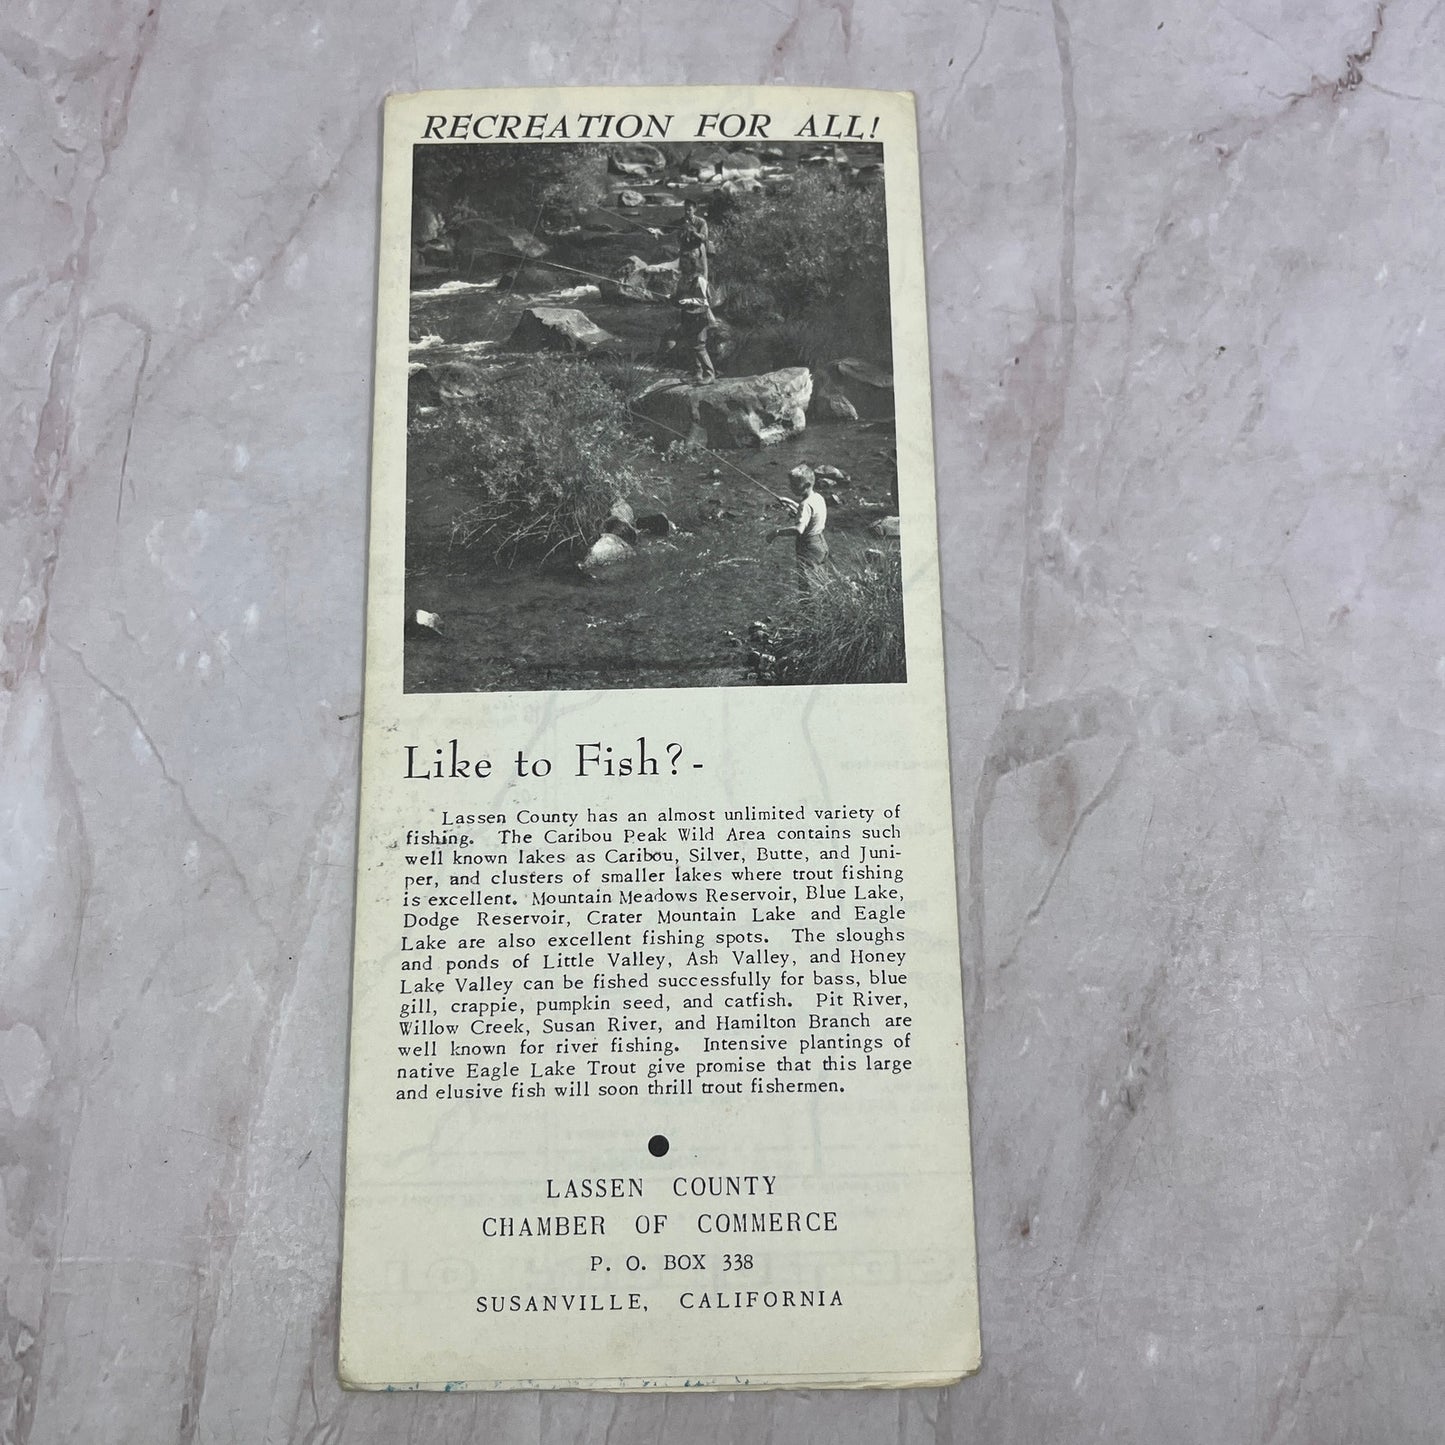 RECREATION FOR ALL!
Like to Fish?-
Lassen County has an almost unlimited variety of
fishing. The Caribou Peak Wild Area contains such
well known lakes as Caribou, Silver, Butte, and Juni-
per, and clusters of smaller lakes where trout fishing
is excellent. Mountain Meadows Reservoir, Blue Lake,
Dodge Reservoir, Crater Mountain Lake and Eagle
Lake are also excellent fishing spots. The sloughs
and ponds of Little Valley, Ash Valley, and Honey
Lake Valley can be fished successfully for bass, blue
gill, crappie, pumpkin seed, and catfish. Pit River,
Willow Creek, Susan River, and Hamilton Branch are
well known for river fishing. Intensive plantings of
native Eagle Lake Trout give promise that this large
and elusive fish will soon thrill trout fishermen.
LASSEN COUNTY
CHAMBER OF COMMERCE
P. O. BOX 338
SUSANVILLE, CALIFORNIA